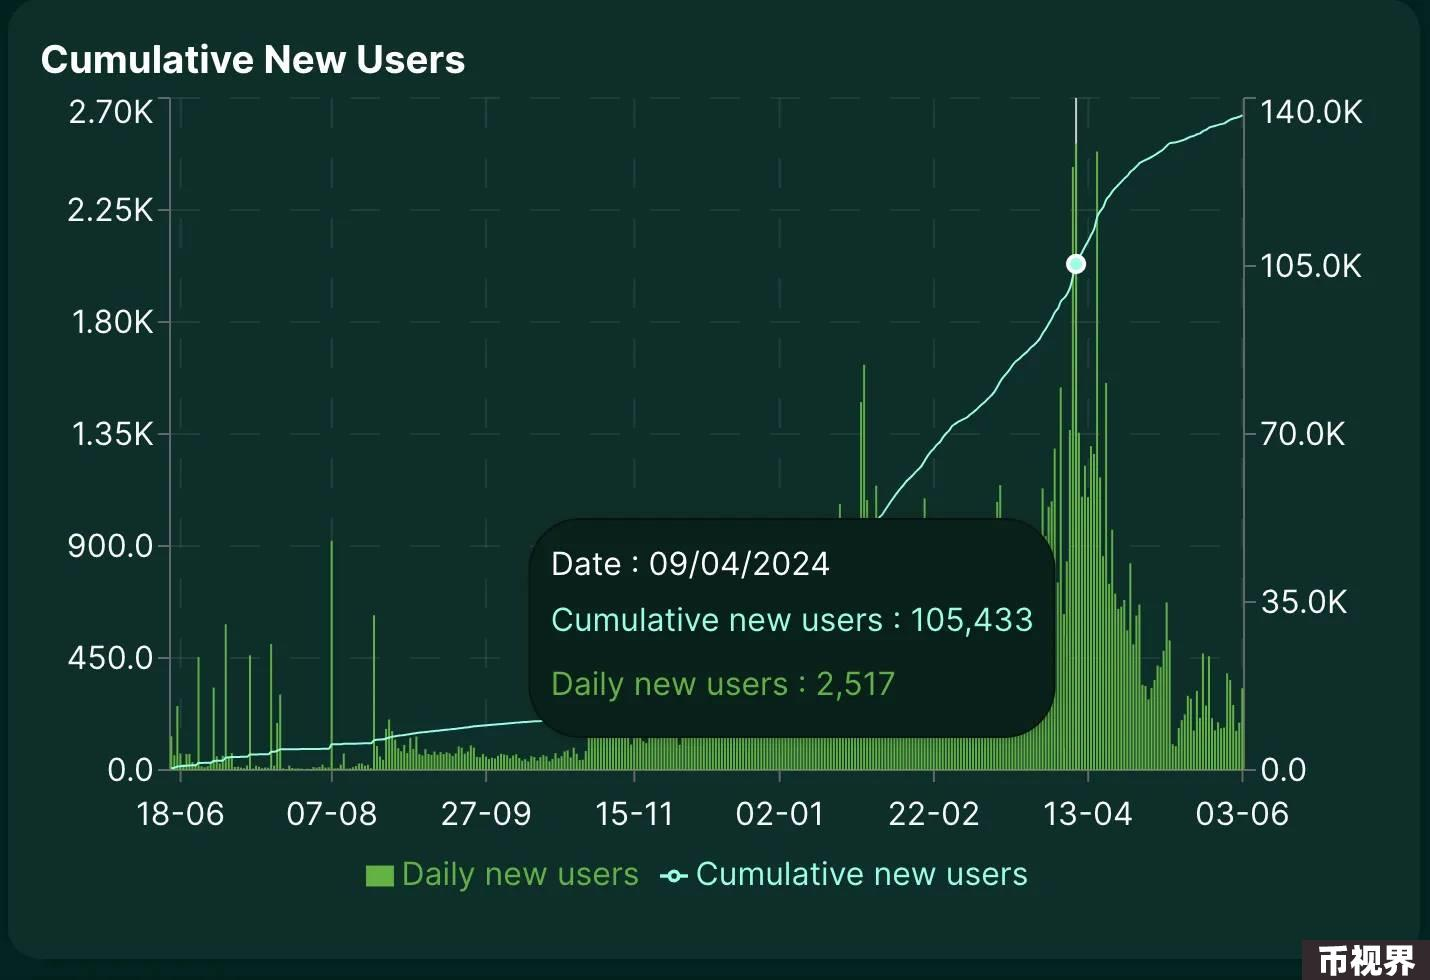 Cumulative New Users
2.70K
2.25K
1.80K
1.35K
900.0
450.0
0.0
140.0K
105.0K
70.0K
35.0K
0.0
Date : 09/04/2024
Cumulative new users : 105,433
Daily new users : 2,517
18-06 07-08 27-09 15-11 02-01 22-02 13-04 03-06
Daily new users Cumulative new users
币视界